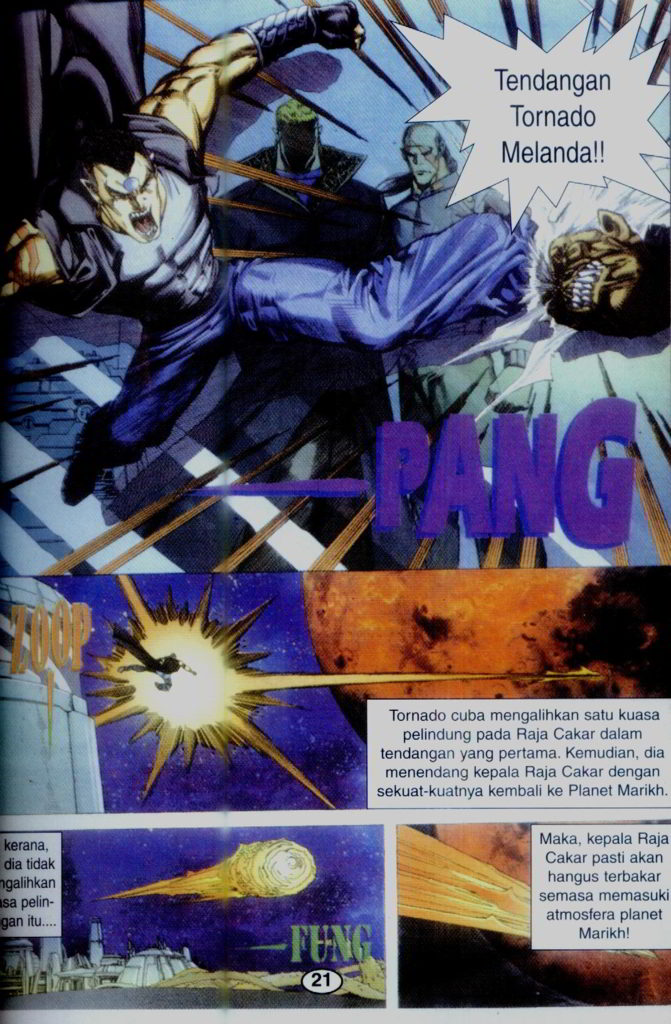 Tendangan
Tornado
Melanda!!
PANG
ZOOP
Tornado cuba mengalihkan satu kuasa
pelindung pada Raja Cakar dalam
tendangan yang pertama. Kemudian, dia
menendang kepala Raja Cakar dengan
sekuat-kuatnya kembali ke Planet Marikh.
kerana,
dia tidak
ngalihkan
asa pelin-
gan itu....
FUNG
Maka, kepala Raja
Cakar pasti akan
hangus terbakar
semasa memasuki
atmosfera planet
Marikh!
21